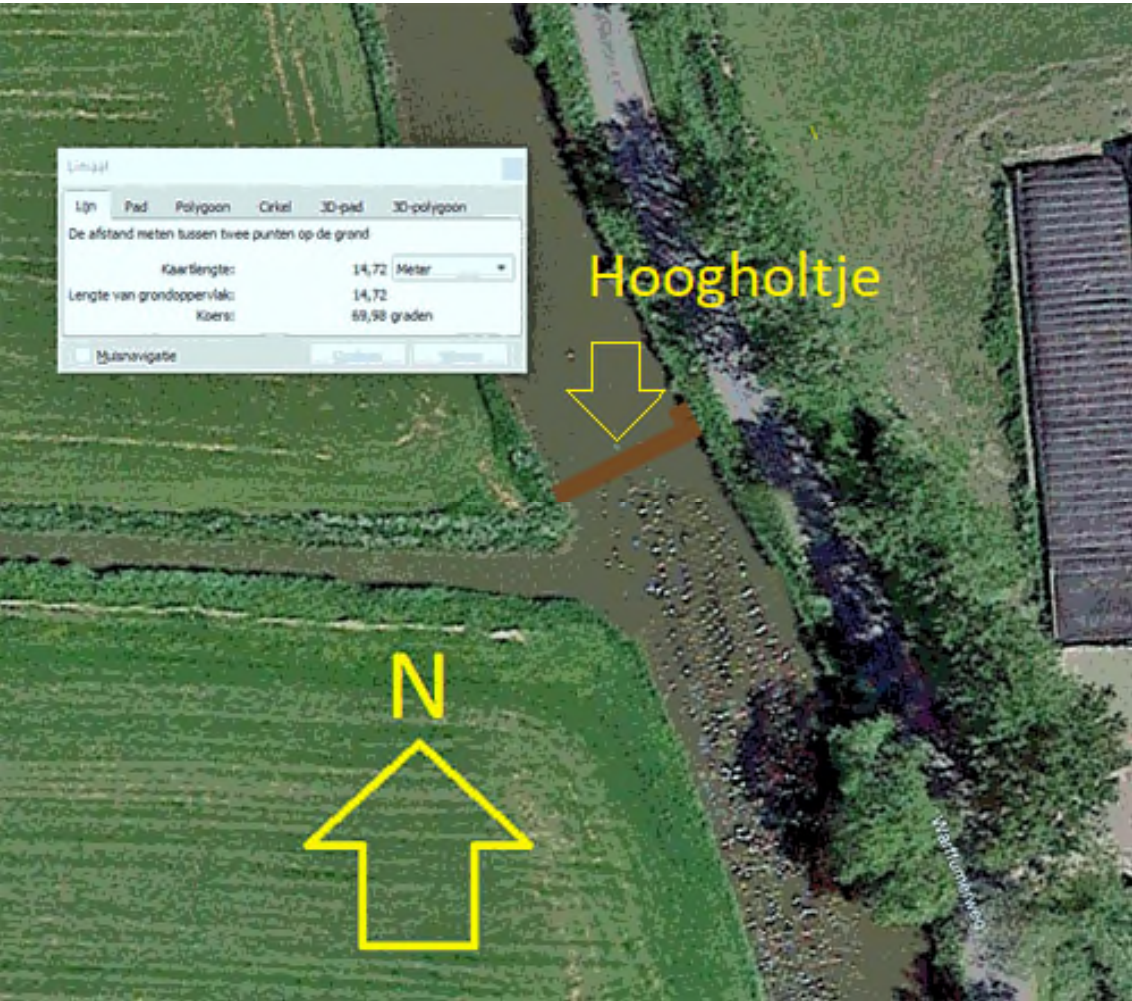 Liniaal
Lijn Pad Polygoon Cirkel 3D-pad 3D-polygoon
De afstand meten tussen twee punten op de grond
Kaartlengte: 14,72 Meter
Lengte van grondoppervlak: 14,72
Koers: 69,98 graden
Muisnavigatie
Hoogholtje
N